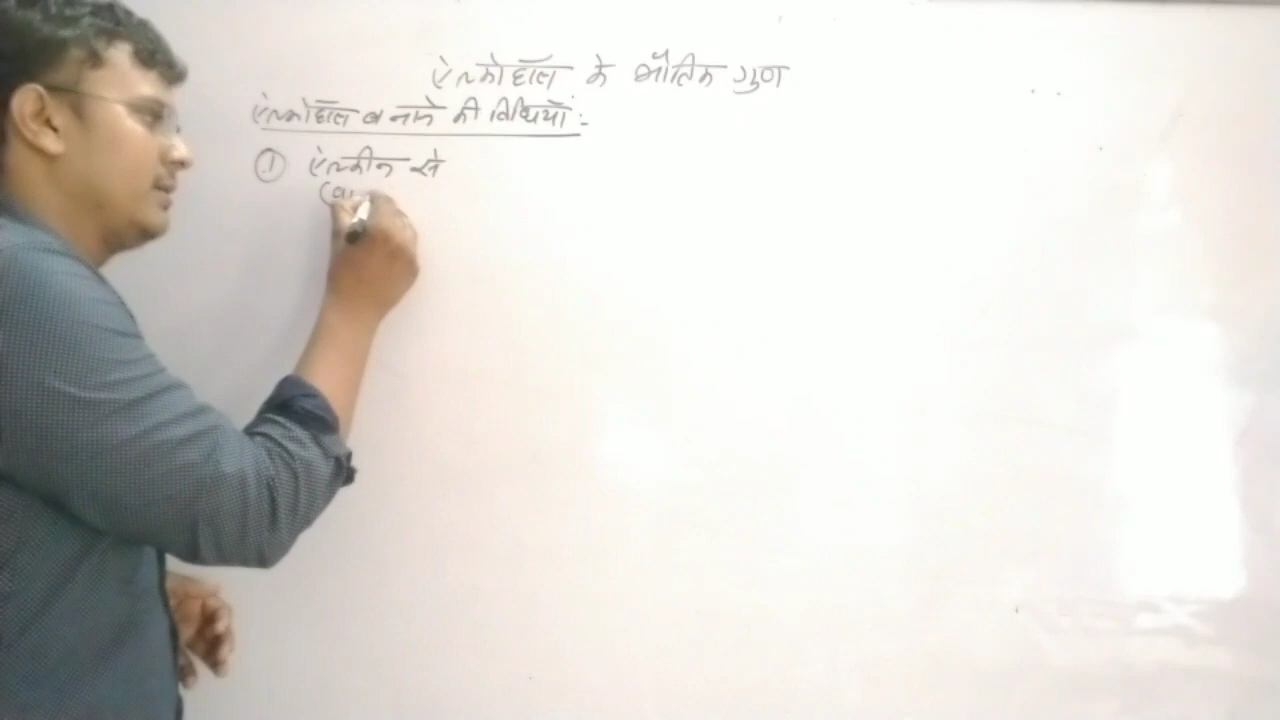 ऐल्कोहॉल के भौतिक गुण
ऐल्कोहॉल बनाने की विधियाँ :-
① ऐल्कीन से